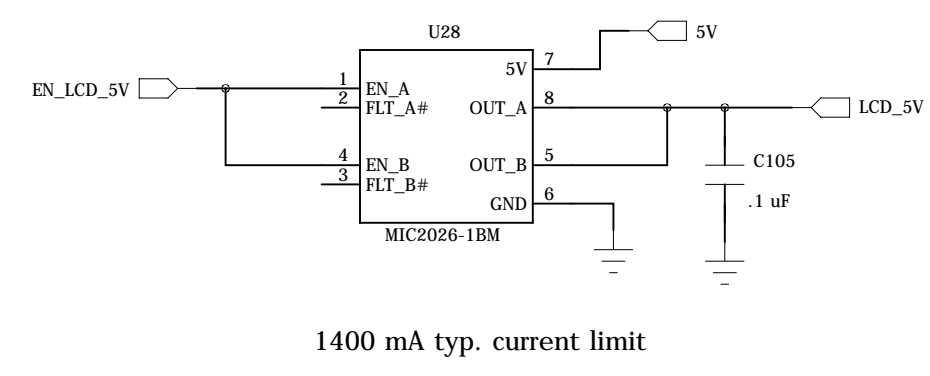 U28
5V
5V
7
EN_LCD_5V
1
EN_A
2
FLT_A#
OUT_A
8
LCD_5V
4
EN_B
OUT_B
5
C105
3
FLT_B#
GND
6
.1 uF
MIC2026-1BM
1400 mA typ. current limit